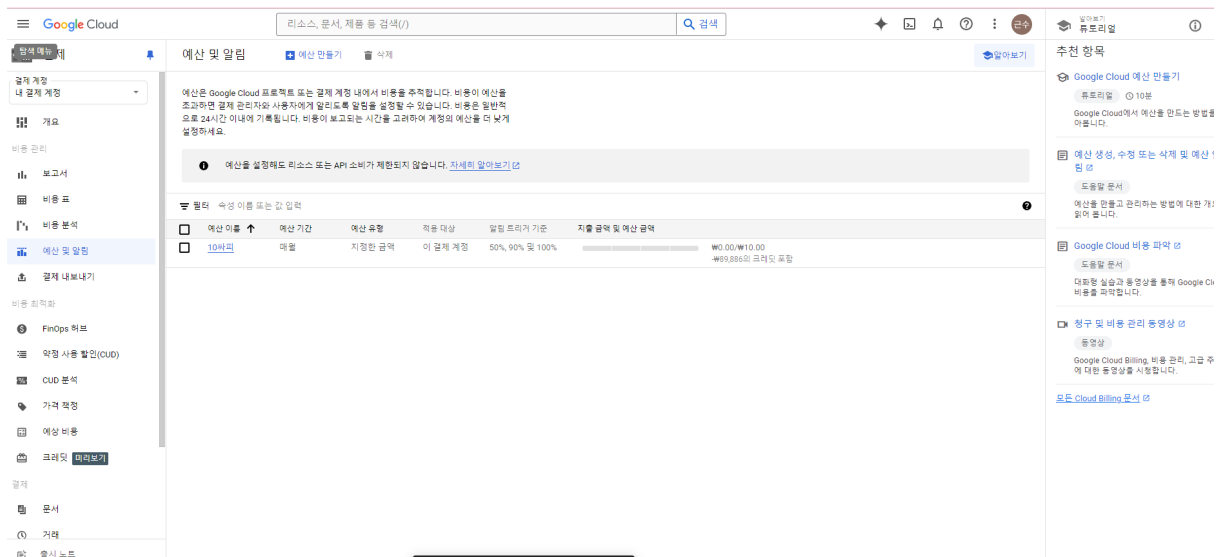 Google Cloud
리소스, 문서, 제품 등 검색(/)
검색
근수
알아보기
튜토리얼
탐색 메뉴
결제
예산 및 알림
예산 만들기
삭제
알아보기
추천 항목
결제 계정
내 결제 계정
개요
비용 관리
보고서
비용 표
비용 분석
예산 및 알림
결제 내보내기
비용 최적화
FinOps 허브
약정 사용 할인(CUD)
CUD 분석
가격 책정
예상 비용
크레딧 미리보기
결제
문서
거래
출시 노트
예산은 Google Cloud 프로젝트 또는 결제 계정 내에서 비용을 추적합니다. 비용이 예산을
초과하면 결제 관리자와 사용자에게 알리도록 알림을 설정할 수 있습니다. 비용은 일반적
으로 24시간 이내에 기록됩니다. 비용이 보고되는 시간을 고려하여 계정의 예산을 더 낮게
설정하세요.
예산을 설정해도 리소스 또는 API 소비가 제한되지 않습니다. 자세히 알아보기
필터 속성 이름 또는 값 입력
예산 이름 예산 기간 예산 유형 적용 대상 알림 트리거 기준 지출 금액 및 예산 금액
10싸피 매월 지정한 금액 이 결제 계정 50%, 90% 및 100% ₩0.00/₩10.00
-₩89,886의 크레딧 포함
Google Cloud 예산 만들기
튜토리얼 10분
Google Cloud에서 예산을 만드는 방법을
아봅니다.
예산 생성, 수정 또는 삭제 및 예산
림
도움말 문서
예산을 만들고 관리하는 방법에 대한 개
읽어 봅니다.
Google Cloud 비용 파악
도움말 문서
대화형 실습과 동영상을 통해 Google Cl
비용을 파악합니다.
청구 및 비용 관리 동영상
동영상
Google Cloud Billing, 비용 관리, 고급 주
에 대한 동영상을 시청합니다.
모든 Cloud Billing 문서